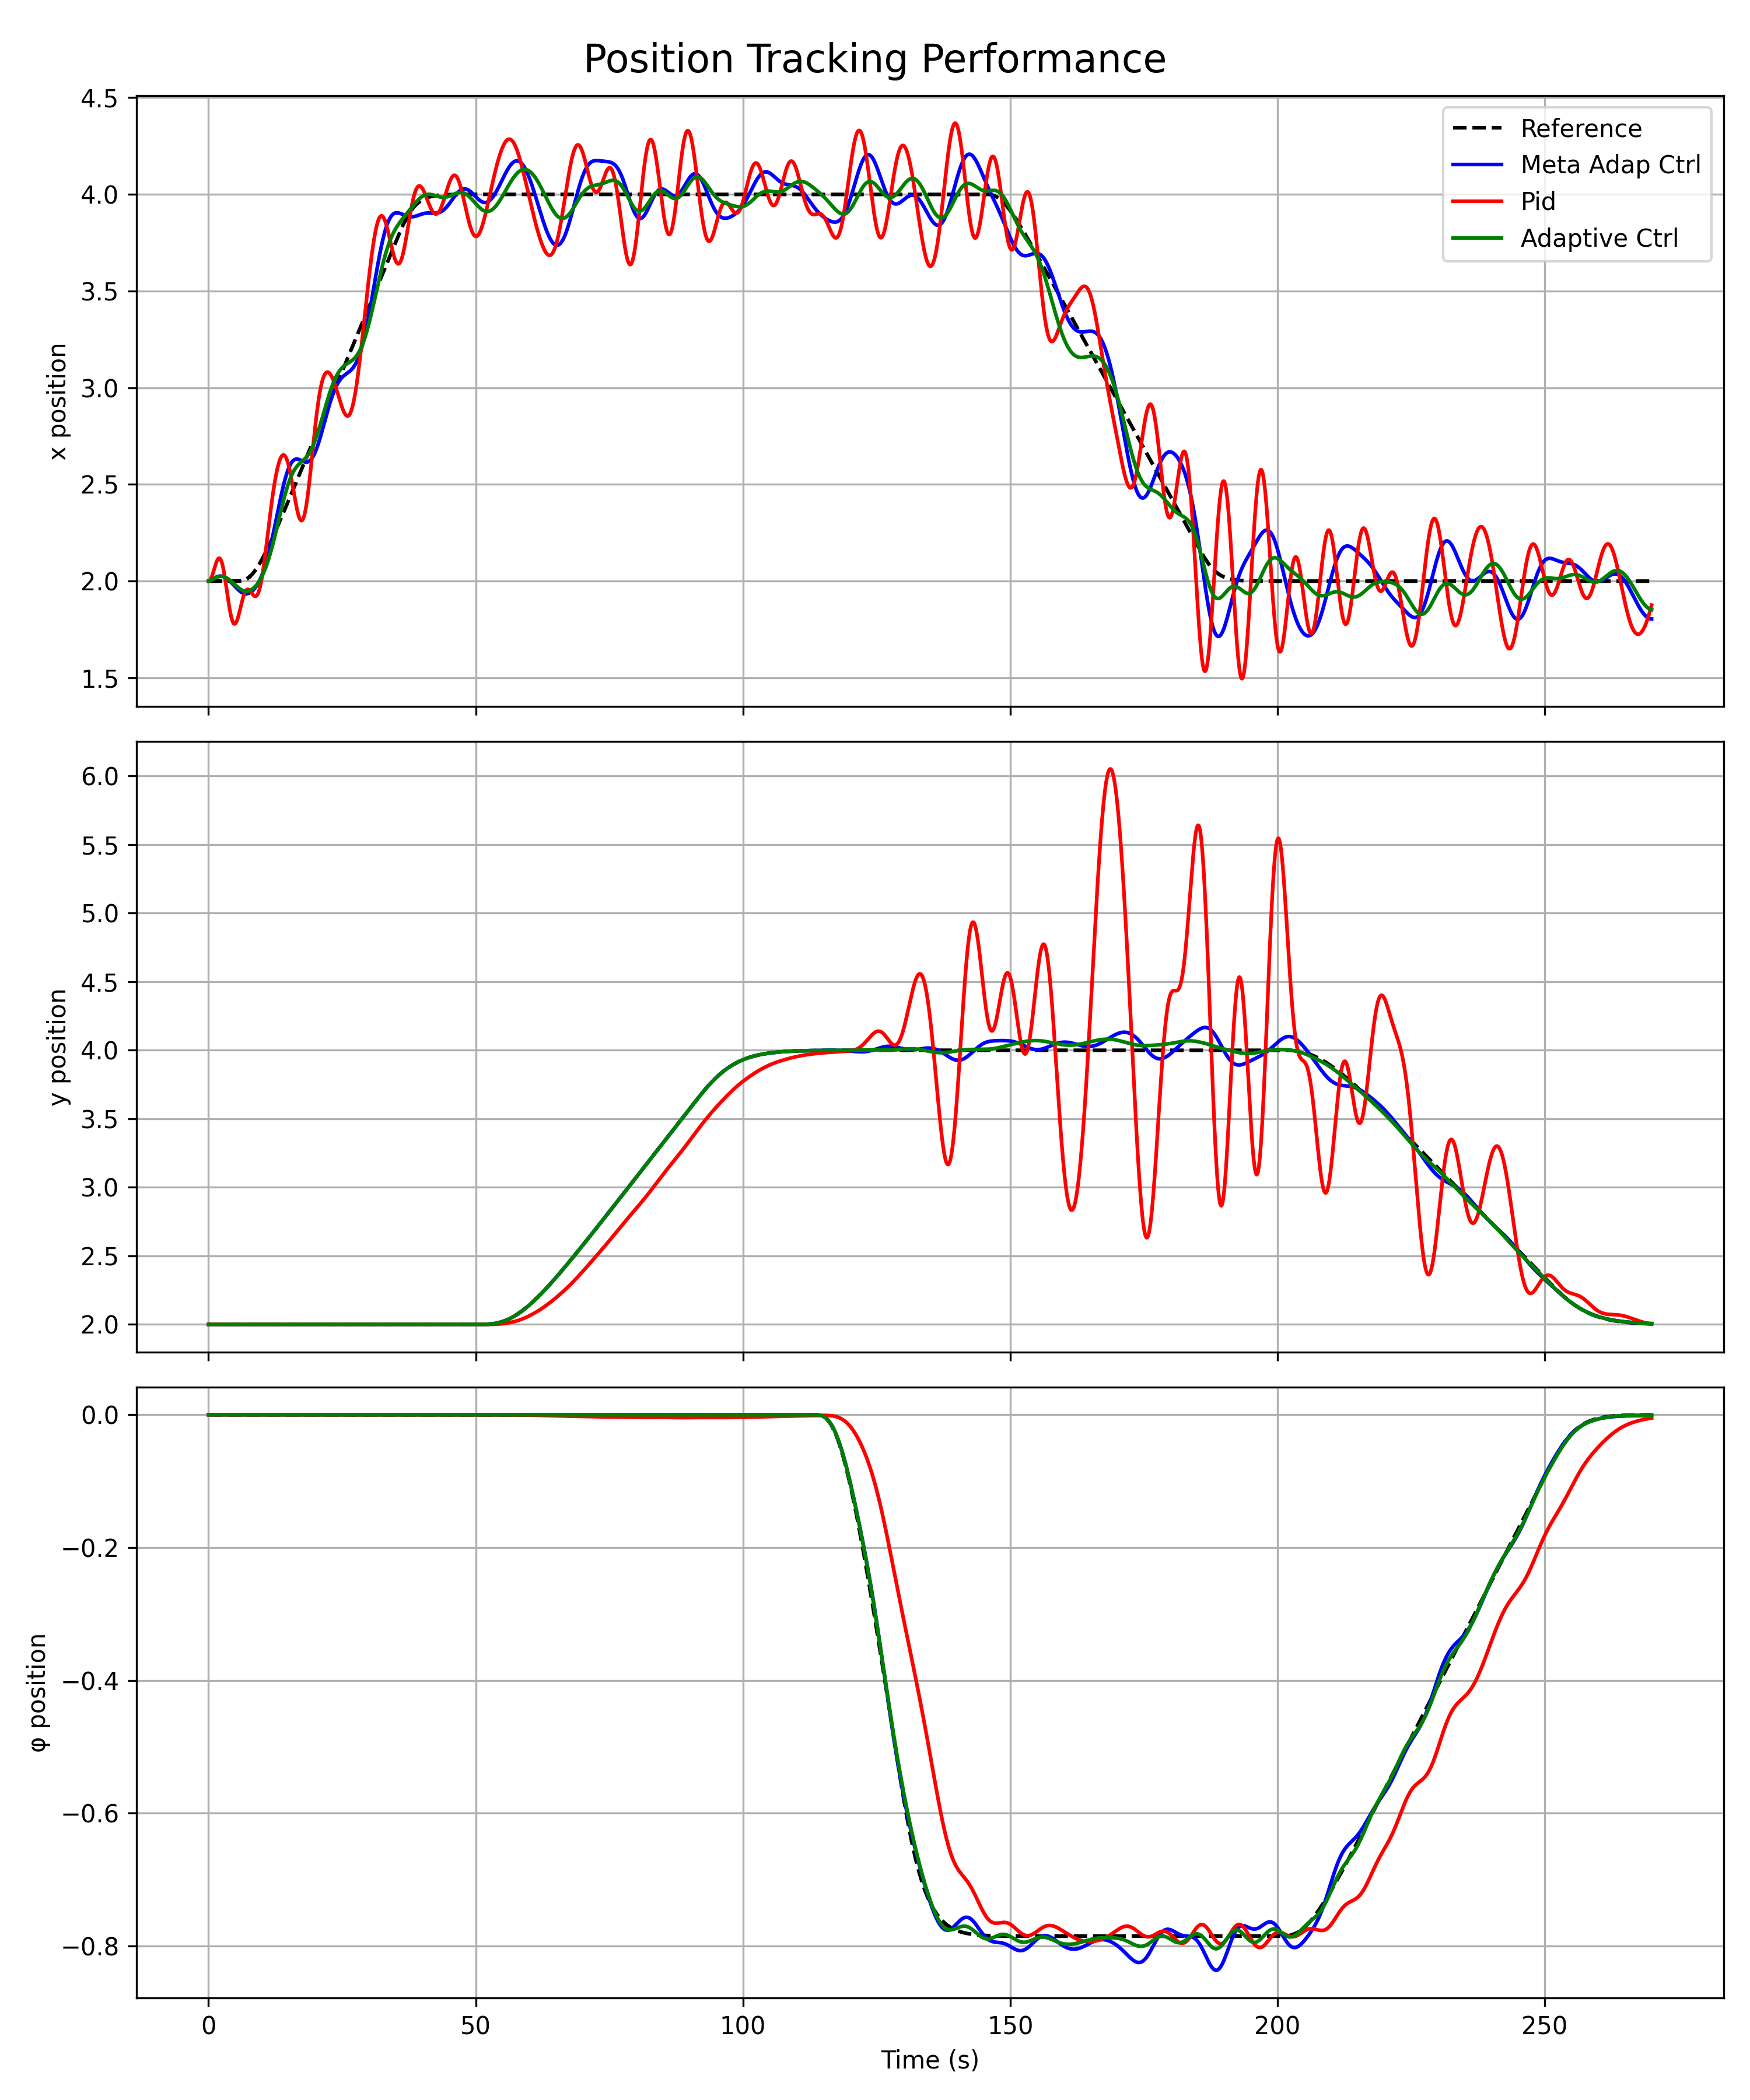 Position Tracking Performance
4.5
4.0
3.5
3.0
2.5
2.0
1.5
x position
Reference
Meta Adap Ctrl
Pid
Adaptive Ctrl
6.0
5.5
5.0
4.5
4.0
3.5
3.0
2.5
2.0
y position
0.0
−0.2
−0.4
−0.6
−0.8
φ position
0 50 100 150 200 250
Time (s)